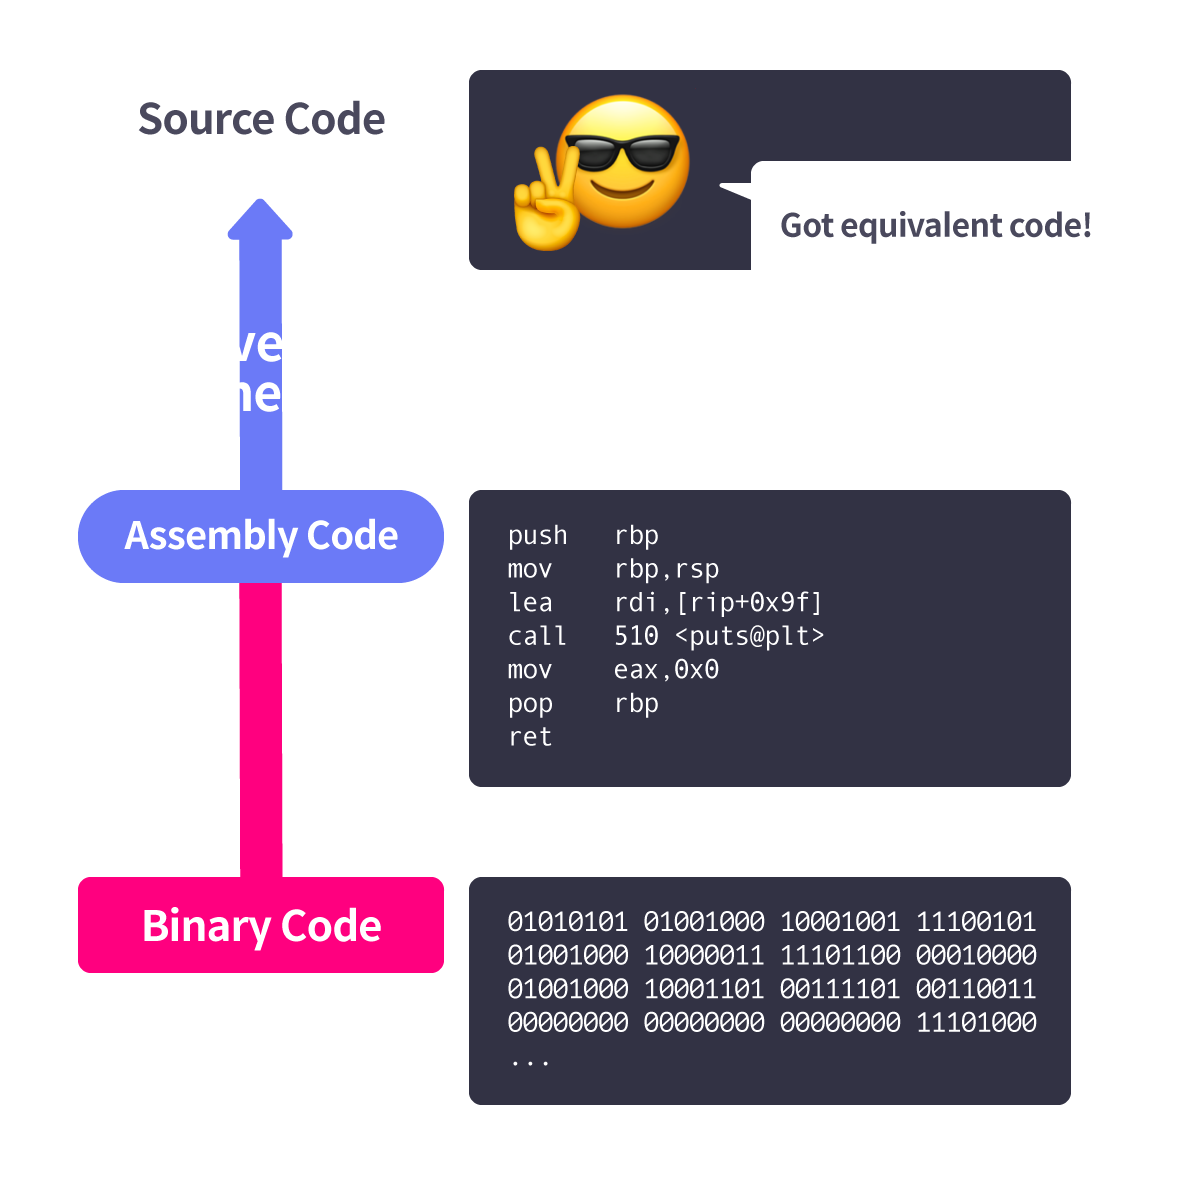 Source Code
Got equivalent code!
Assembly Code
push rbp
mov rbp,rsp
lea rdi,[rip+0x9f]
call 510 <puts@plt>
mov eax,0x0
pop rbp
ret
Binary Code
01010101 01001000 10001001 11100101
01001000 10000011 11101100 00010000
01001000 10001101 00111101 00110011
00000000 00000000 00000000 11101000
...